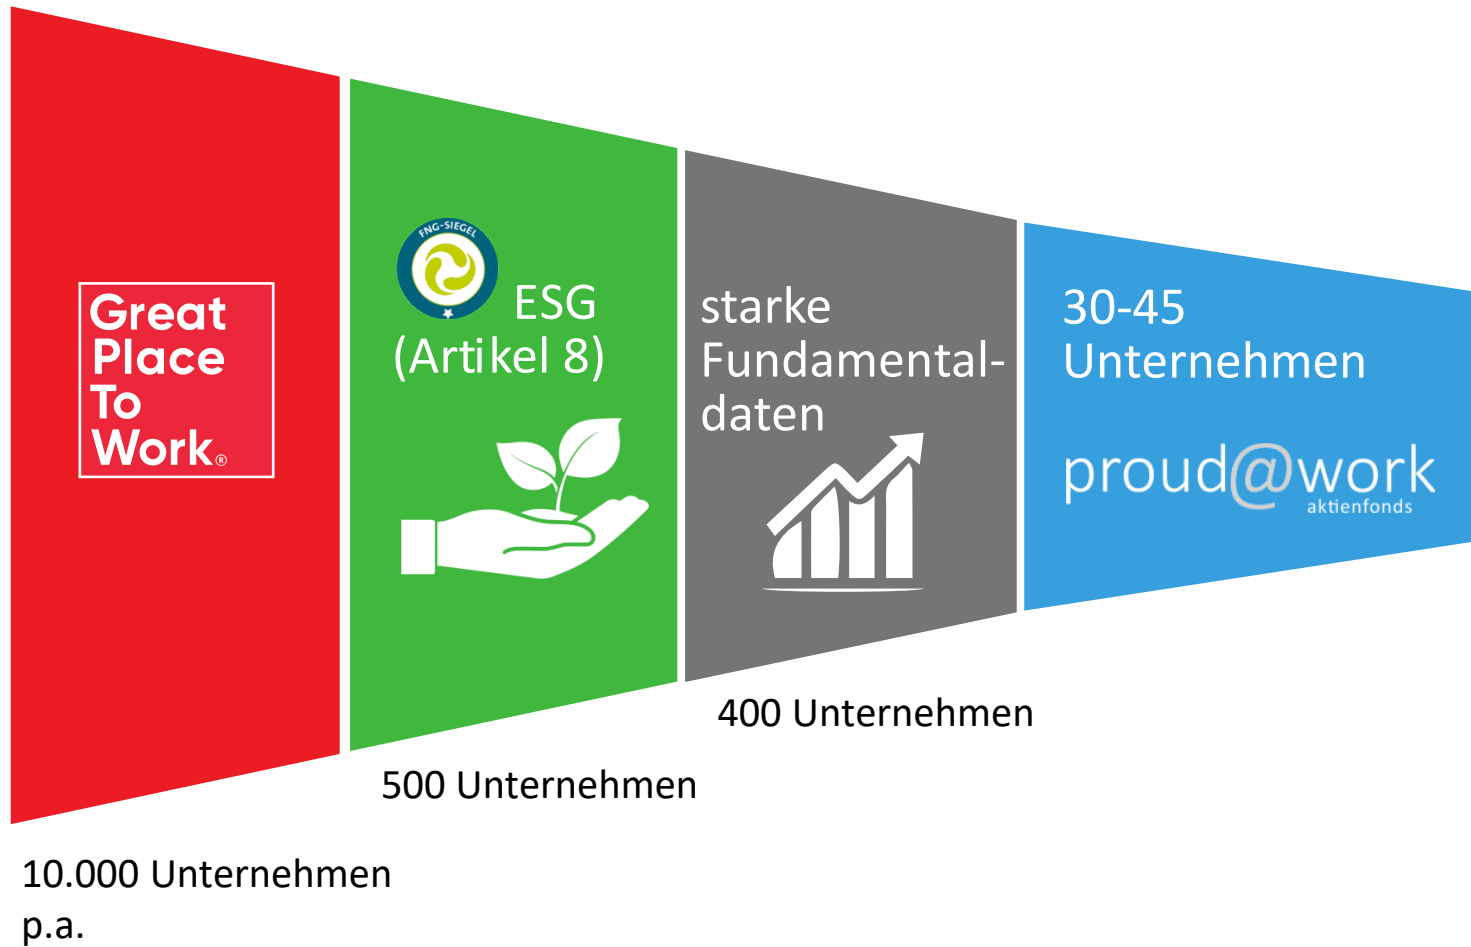 Great
Place
To
Work®
10.000 Unternehmen
p.a.
FNG-SIEGEL
ESG
(Artikel 8)
500 Unternehmen
starke
Fundamental-
daten
400 Unternehmen
30-45
Unternehmen
proud@work
aktienfonds